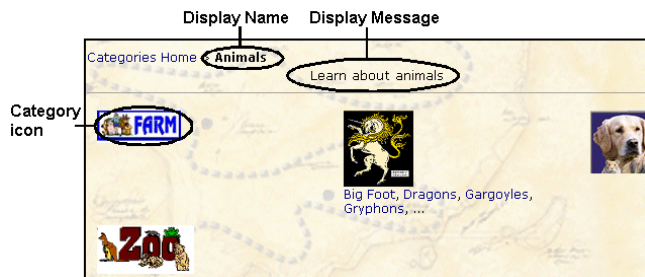 Display Name Display Message
Categories Home > Animals
Learn about animals
Category
icon
FARM
Big Foot, Dragons, Gargoyles,
Gryphons, ...
ZOO